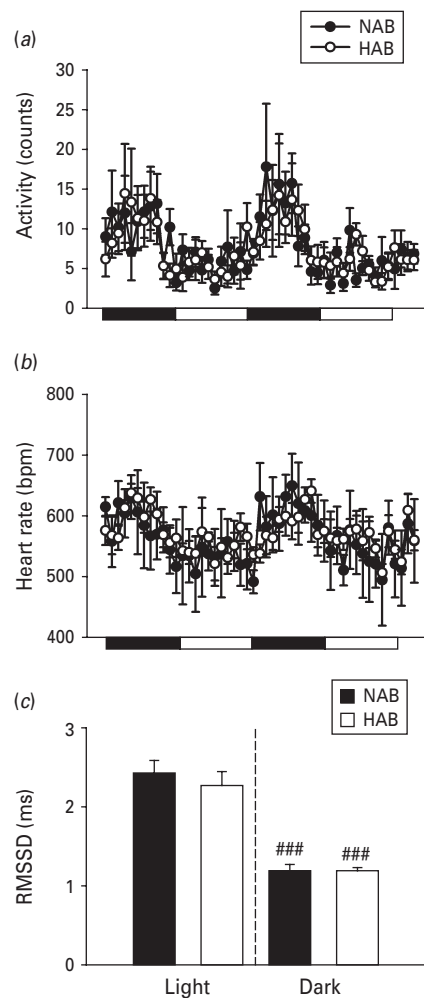 (a)
NAB
HAB
Activity (counts)
30
25
20
15
10
5
0
(b)
Heart rate (bpm)
800
700
600
500
400
(c)
NAB
HAB
RMSSD (ms)
3
2
1
0
###
###
Light
Dark